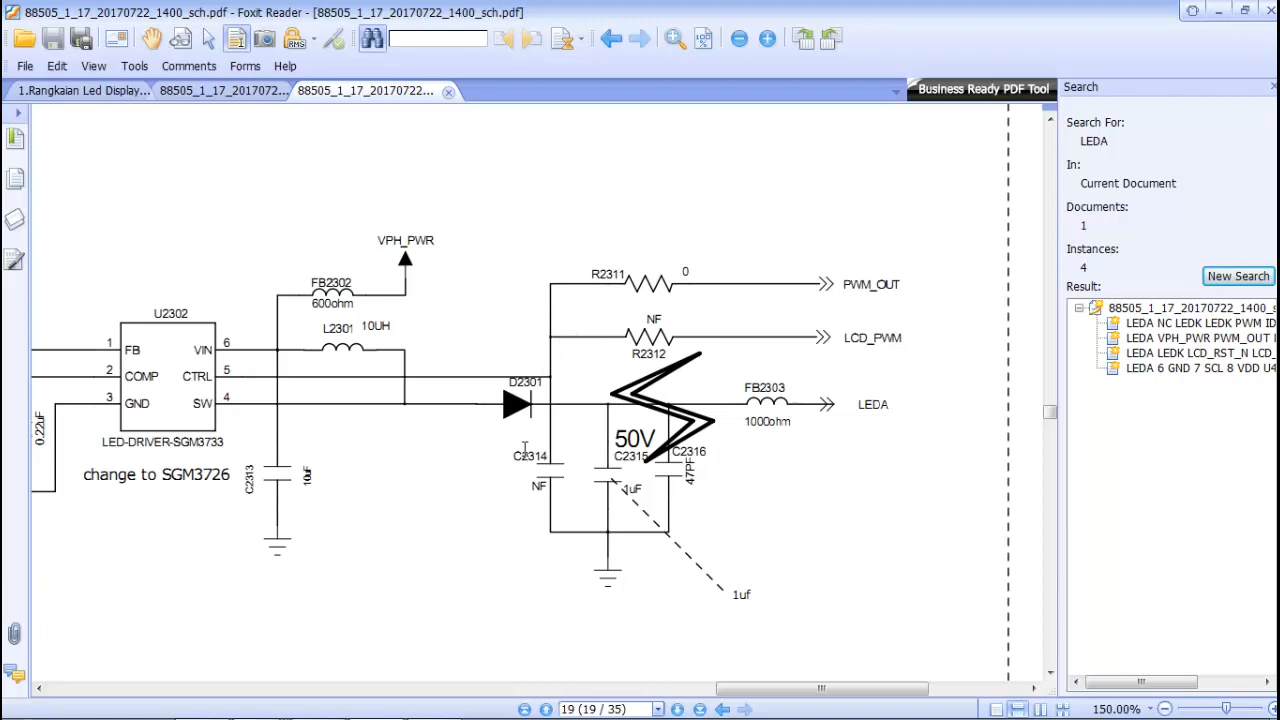 88505_1_17_20170722_1400_sch.pdf - Foxit Reader - [88505_1_17_20170722_1400_sch.pdf]
File Edit View Tools Comments Forms Help
1.Rangkaian Led Display... 88505_1_17_201707​22... 88505_1_17_20170722... Business Ready PDF Tool
Search
Search For:
LEDA
In:
Current Document
Documents:
1
Instances:
4
New Search
Result:
88505_1_17_20170722_1400_s
LEDA NC LEDK LEDK PWM ID
LEDA VPH_PWR PWM_OUT
LEDA LEDK LCD_RST_N LCD_
LEDA 6 GND 7 SCL 8 VDD U4
VPH_PWR
FB2302
600ohm
R2311 0
PWM_OUT
U2302
L2301 10UH
NF
R2312
LCD_PWM
1 FB VIN 6
2 COMP CTRL 5
3 GND SW 4
LED-DRIVER-SGM3733
change to SGM3726
0.22uF
C2313
10uF
D2301
FB2303
1000ohm
LEDA
50V
C2314
NF
C2315
1uF
C2316
47PF
1uf
19 (19 / 35)
150.00%